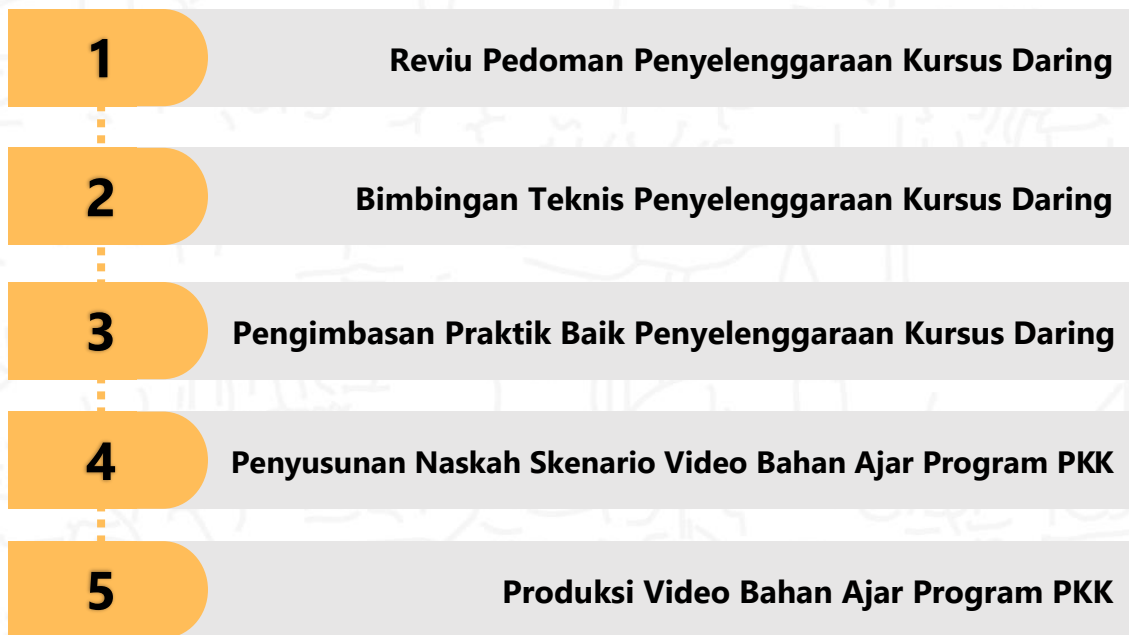 1
Reviu Pedoman Penyelenggaraan Kursus Daring
2
Bimbingan Teknis Penyelenggaraan Kursus Daring
3
Pengimbasan Praktik Baik Penyelenggaraan Kursus Daring
4
Penyusunan Naskah Skenario Video Bahan Ajar Program PKK
5
Produksi Video Bahan Ajar Program PKK